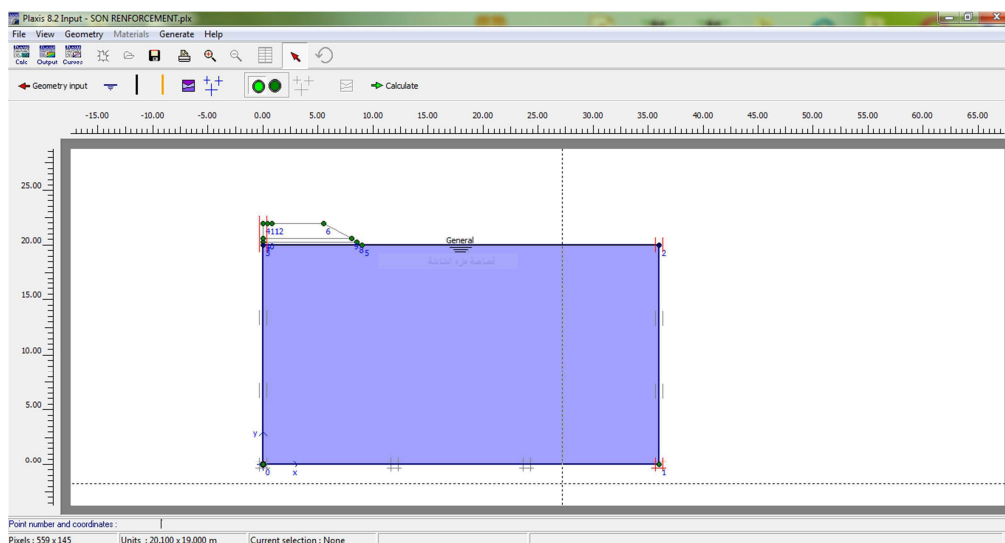 Plaxis 8.2 Input - SON RENFORCEMENT.plx
File View Geometry Materials Generate Help
Calc Output Curves
Geometry input Calculate
-15.00 -10.00 -5.00 0.00 5.00 10.00 15.00 20.00 25.00 30.00 35.00 40.00 45.00 50.00 55.00 60.00 65.00
25.00
4 112 6
20.00 General
5 2
15.00
10.00
5.00
y
0.00
0 x 1
Point number and coordinates :
Pixels : 559 x 145 Units : 20.100 x 19.000 m Current selection : None